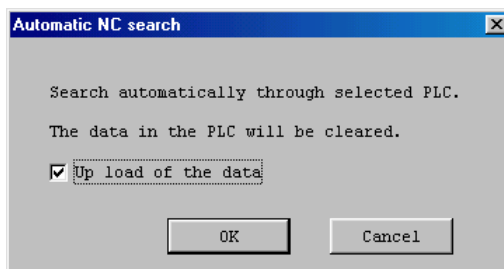 Automatic NC search
Search automatically through selected PLC.
The data in the PLC will be cleared.
Up load of the data
OK Cancel